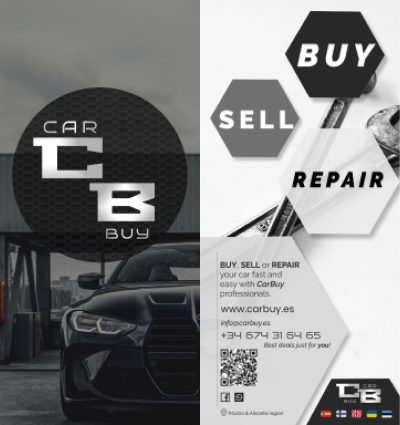 CAR
CB
BUY
BUY
SELL
REPAIR
BUY, SELL or REPAIR
your car fast and
easy with CarBuy
professionals.
www.carbuy.es
info@carbuy.es
+34 674 31 64 65
Best deals just for you!
Murcia & Alicante region
CB
CAR
BUY